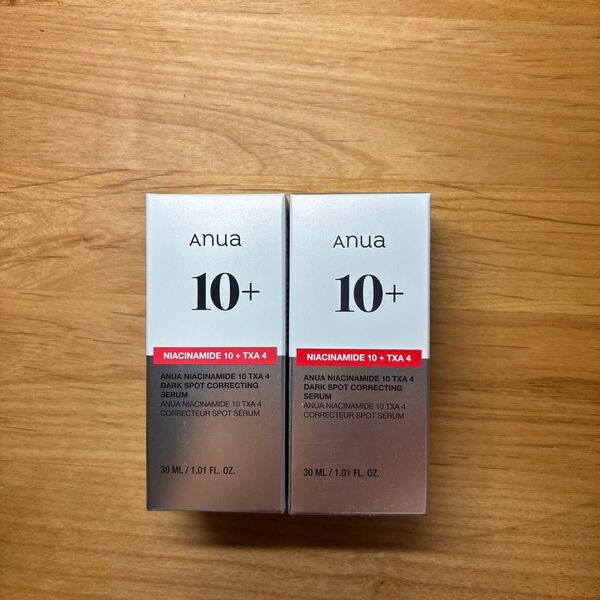 Anua
10+
NIACINAMIDE 10 + TXA 4
ANUA NIACINAMIDE 10 TXA 4
DARK SPOT CORRECTING
SERUM
ANUA NIACINAMIDE 10 TXA 4
CORRECTEUR SPOT SÉRUM
30 ML / 1.01 FL. OZ.
Anua
10+
NIACINAMIDE 10 + TXA 4
ANUA NIACINAMIDE 10 TXA 4
DARK SPOT CORRECTING
SERUM
ANUA NIACINAMIDE 10 TXA 4
CORRECTEUR SPOT SÉRUM
30 ML / 1.01 FL. OZ.